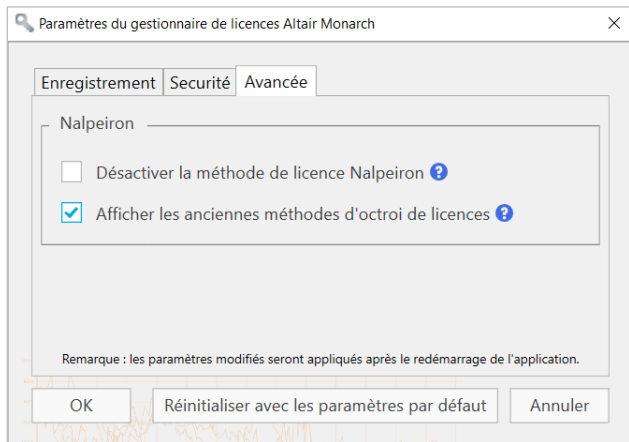 Paramètres du gestionnaire de licences Altair Monarch
Enregistrement Securité Avancée
Nalpeiron
Désactiver la méthode de licence Nalpeiron
Afficher les anciennes méthodes d'octroi de licences
Remarque : les paramètres modifiés seront appliqués après le redémarrage de l'application.
OK Réinitialiser avec les paramètres par défaut Annuler